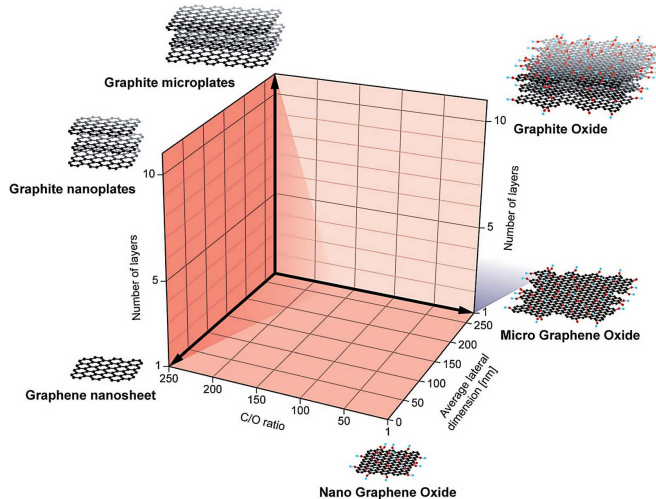 Graphite microplates
Graphite Oxide
Graphite nanoplates
Number of layers
10
5
1
Number of layers
10
5
1
Micro Graphene Oxide
Graphene nanosheet
250
200
150
100
50
1
C/O ratio
0
50
100
150
200
250
Average lateral
dimension [nm]
Nano Graphene Oxide